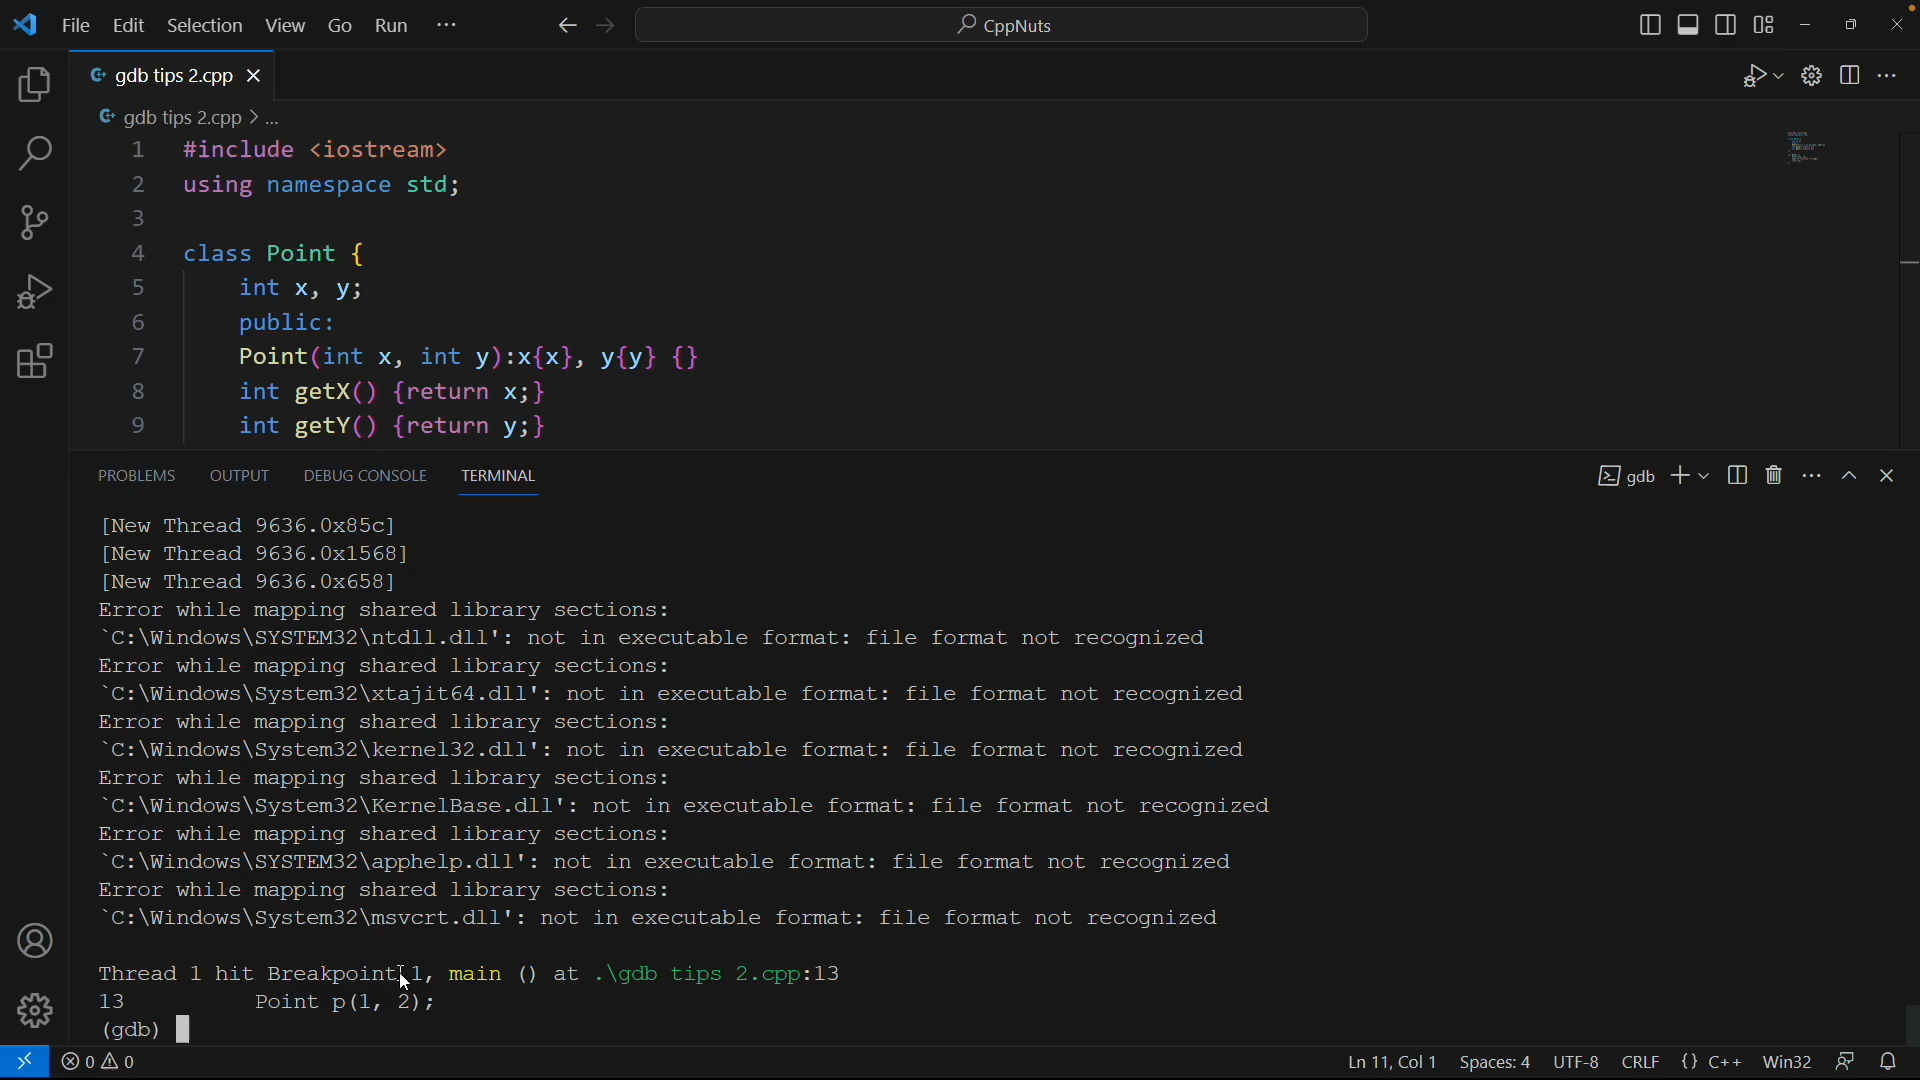 File Edit Selection View Go Run ··· CppNuts
gdb tips 2.cpp
gdb tips 2.cpp > ...
1 #include <iostream>
2 using namespace std;
3
4 class Point {
5 int x, y;
6 public:
7 Point(int x, int y):x{x}, y{y} {}
8 int getX() {return x;}
9 int getY() {return y;}
PROBLEMS OUTPUT DEBUG CONSOLE TERMINAL gdb
[New Thread 9636.0x85c]
[New Thread 9636.0x1568]
[New Thread 9636.0x658]
Error while mapping shared library sections:
`C:\Windows\SYSTEM32\ntdll.dll': not in executable format: file format not recognized
Error while mapping shared library sections:
`C:\Windows\System32\xtajit64.dll': not in executable format: file format not recognized
Error while mapping shared library sections:
`C:\Windows\System32\kernel32.dll': not in executable format: file format not recognized
Error while mapping shared library sections:
`C:\Windows\System32\KernelBase.dll': not in executable format: file format not recognized
Error while mapping shared library sections:
`C:\Windows\SYSTEM32\apphelp.dll': not in executable format: file format not recognized
Error while mapping shared library sections:
`C:\Windows\System32\msvcrt.dll': not in executable format: file format not recognized
Thread 1 hit Breakpoint 1, main () at .\gdb tips 2.cpp:13
13 Point p(1, 2);
(gdb)
0 0 Ln 11, Col 1 Spaces: 4 UTF-8 CRLF {} C++ Win32